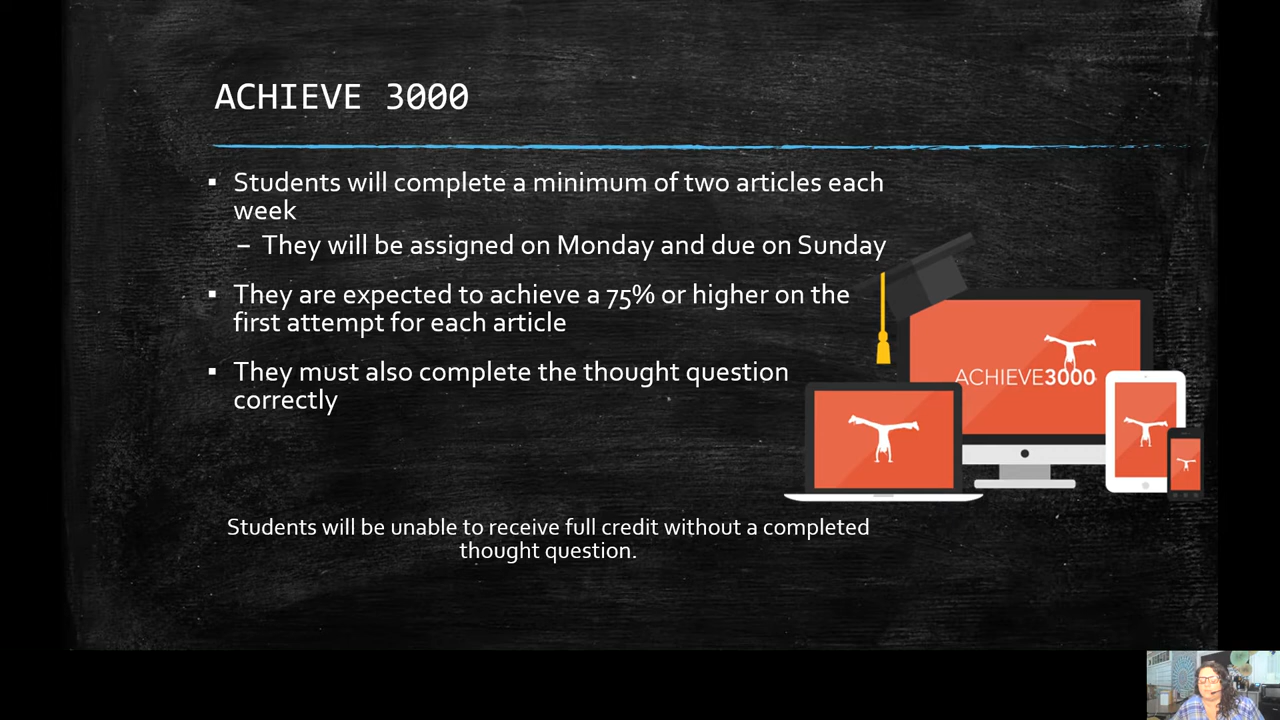 ACHIEVE 3000
▪ Students will complete a minimum of two articles each
week
– They will be assigned on Monday and due on Sunday
▪ They are expected to achieve a 75% or higher on the
first attempt for each article
▪ They must also complete the thought question
correctly
ACHIEVE3000
Students will be unable to receive full credit without a completed
thought question.